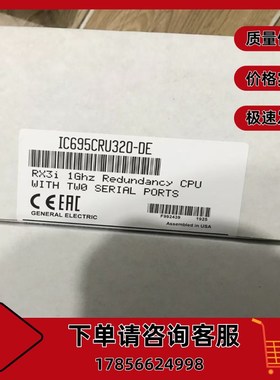 质量
价格
极速
IC695CRU320-DE
RX3i 1Ghz Redundancy CPU
WITH TWO SERIAL PORTS
CE EAC
GENERAL ELECTRIC
Assembled in USA
下单请咨询客服
17856624998